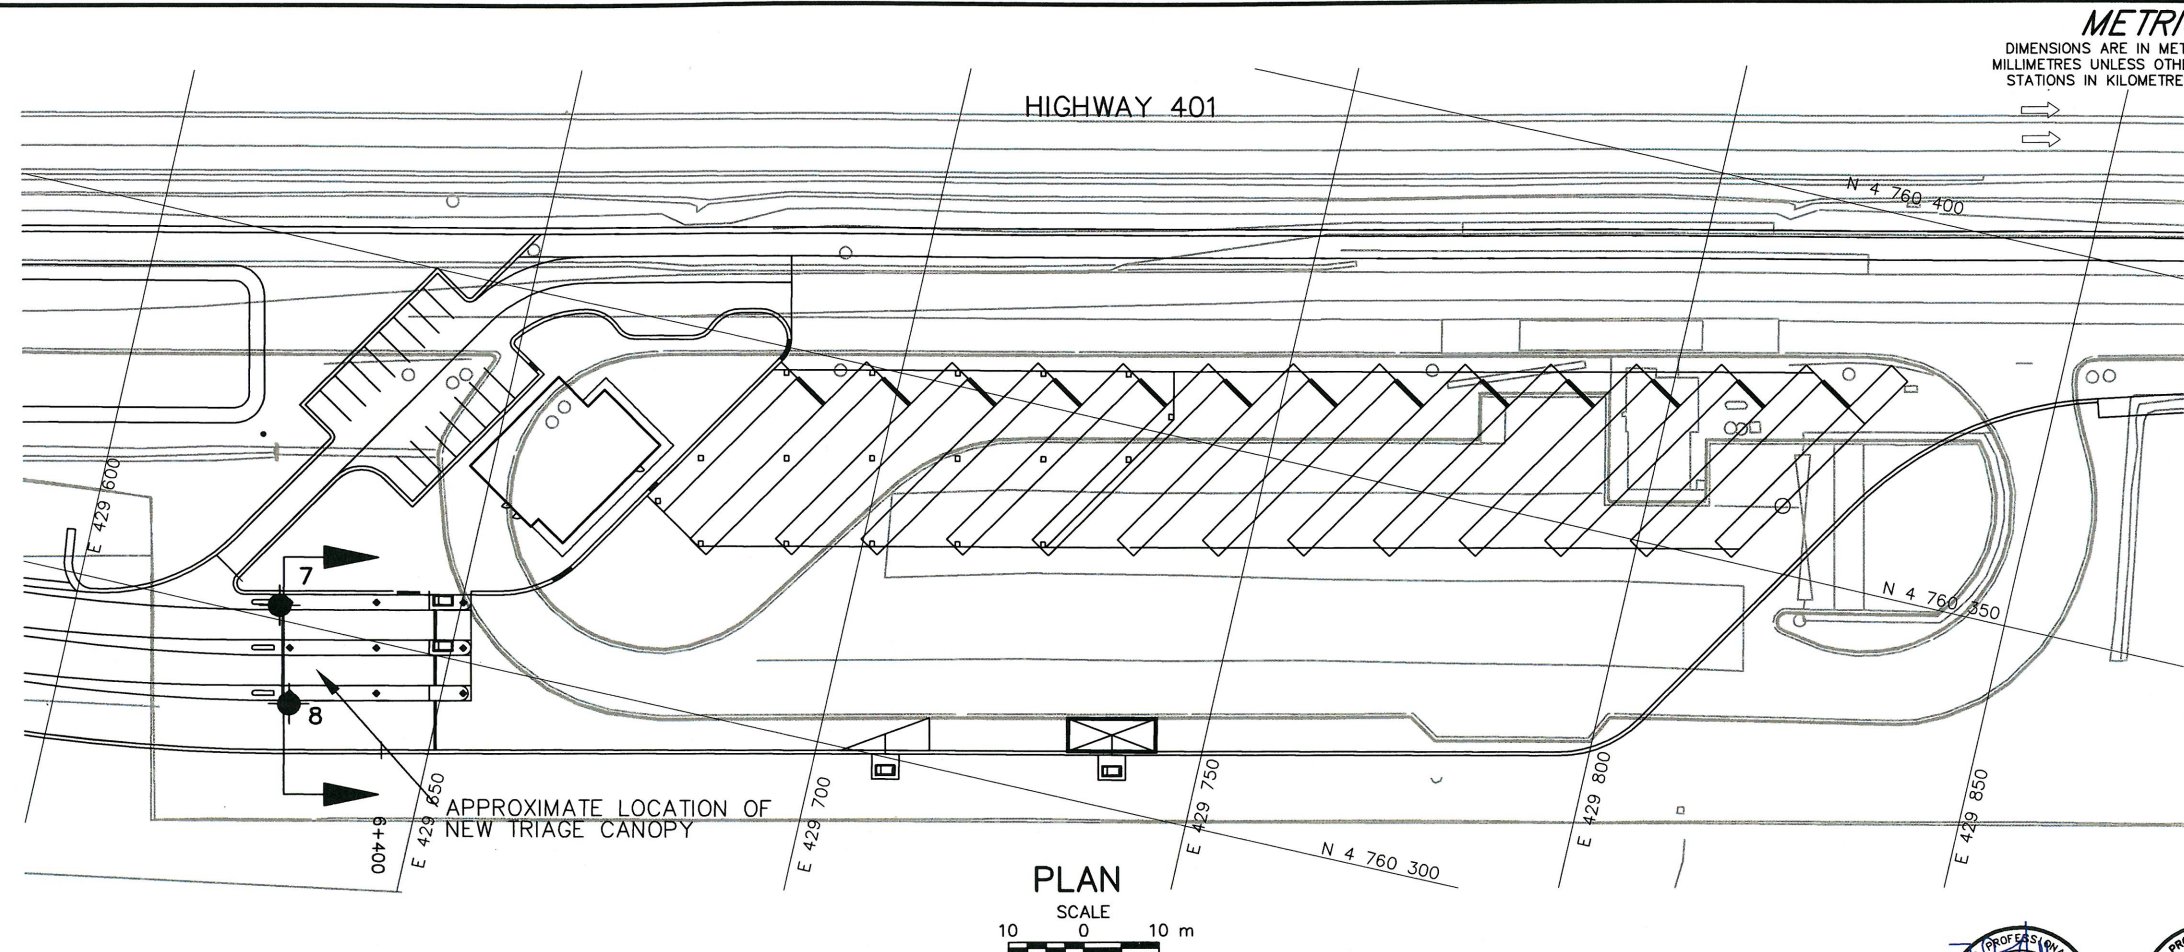 METRI
DIMENSIONS ARE IN MET
MILLIMETRES UNLESS OTH
STATIONS IN KILOMETRE
HIGHWAY 401
N 4 760 400
E 429 600
7
N 4 760 350
8
APPROXIMATE LOCATION OF
NEW TRIAGE CANOPY
6+400
E 429 650
E 429 700
E 429 750
E 429 800
E 429 850
N 4 760 300
PLAN
SCALE
10 0 10 m
PROFESSIONA